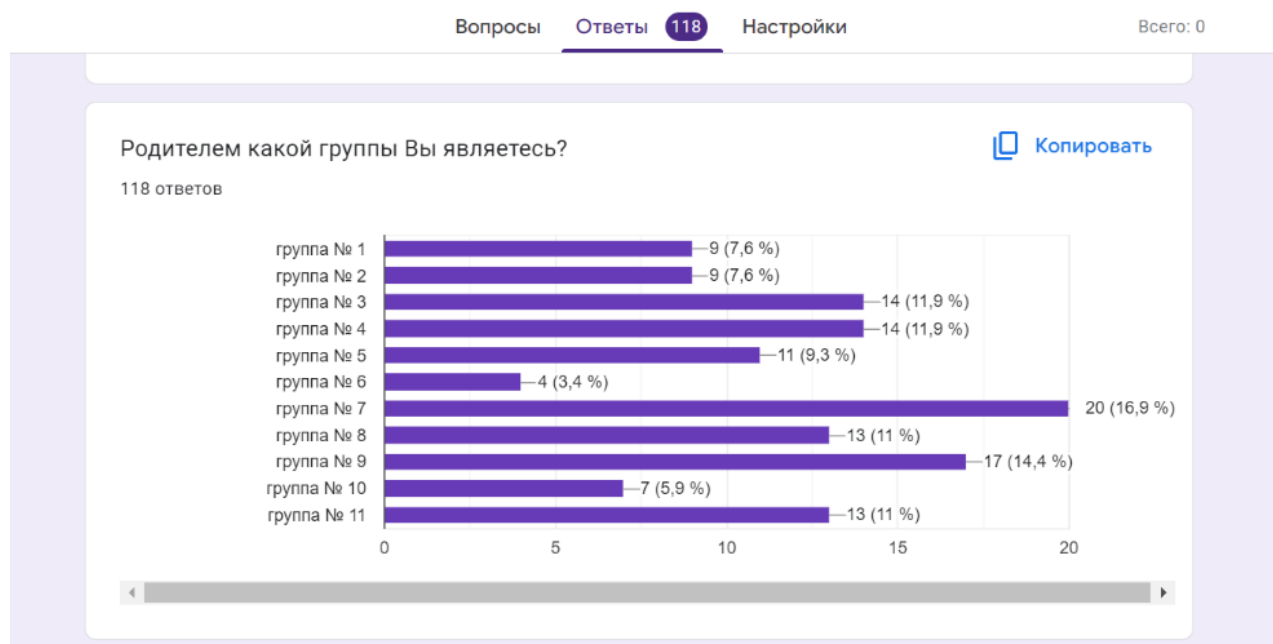 Вопросы Ответы 118 Настройки Всего: 0
Родителем какой группы Вы являетесь?
Копировать
118 ответов
группа № 1 9 (7,6 %)
группа № 2 9 (7,6 %)
группа № 3 14 (11,9 %)
группа № 4 14 (11,9 %)
группа № 5 11 (9,3 %)
группа № 6 4 (3,4 %)
группа № 7 20 (16,9 %)
группа № 8 13 (11 %)
группа № 9 17 (14,4 %)
группа № 10 7 (5,9 %)
группа № 11 13 (11 %)
0 5 10 15 20